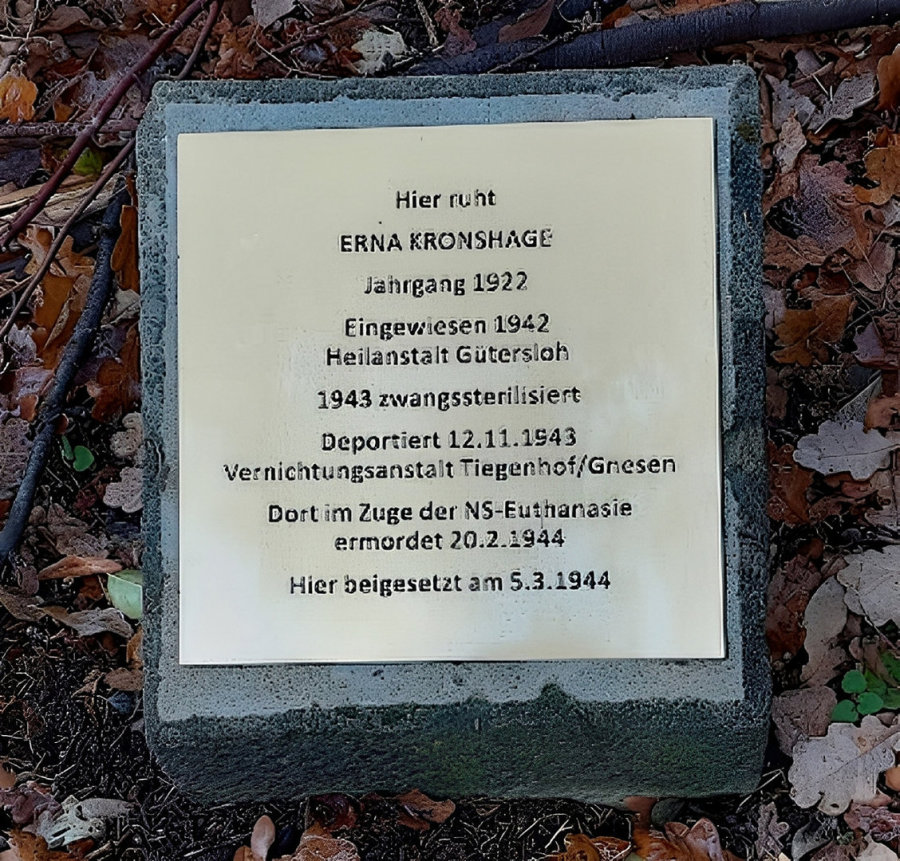 Hier ruht
ERNA KRONSHAGE
Jahrgang 1922
Eingewiesen 1942
Heilanstalt Gütersloh
1943 zwangssterilisiert
Deportiert 12.11.1943
Vernichtungsanstalt Tiegenhof/Gnesen
Dort im Zuge der NS-Euthanasie
ermordet 20.2.1944
Hier beigesetzt am 5.3.1944